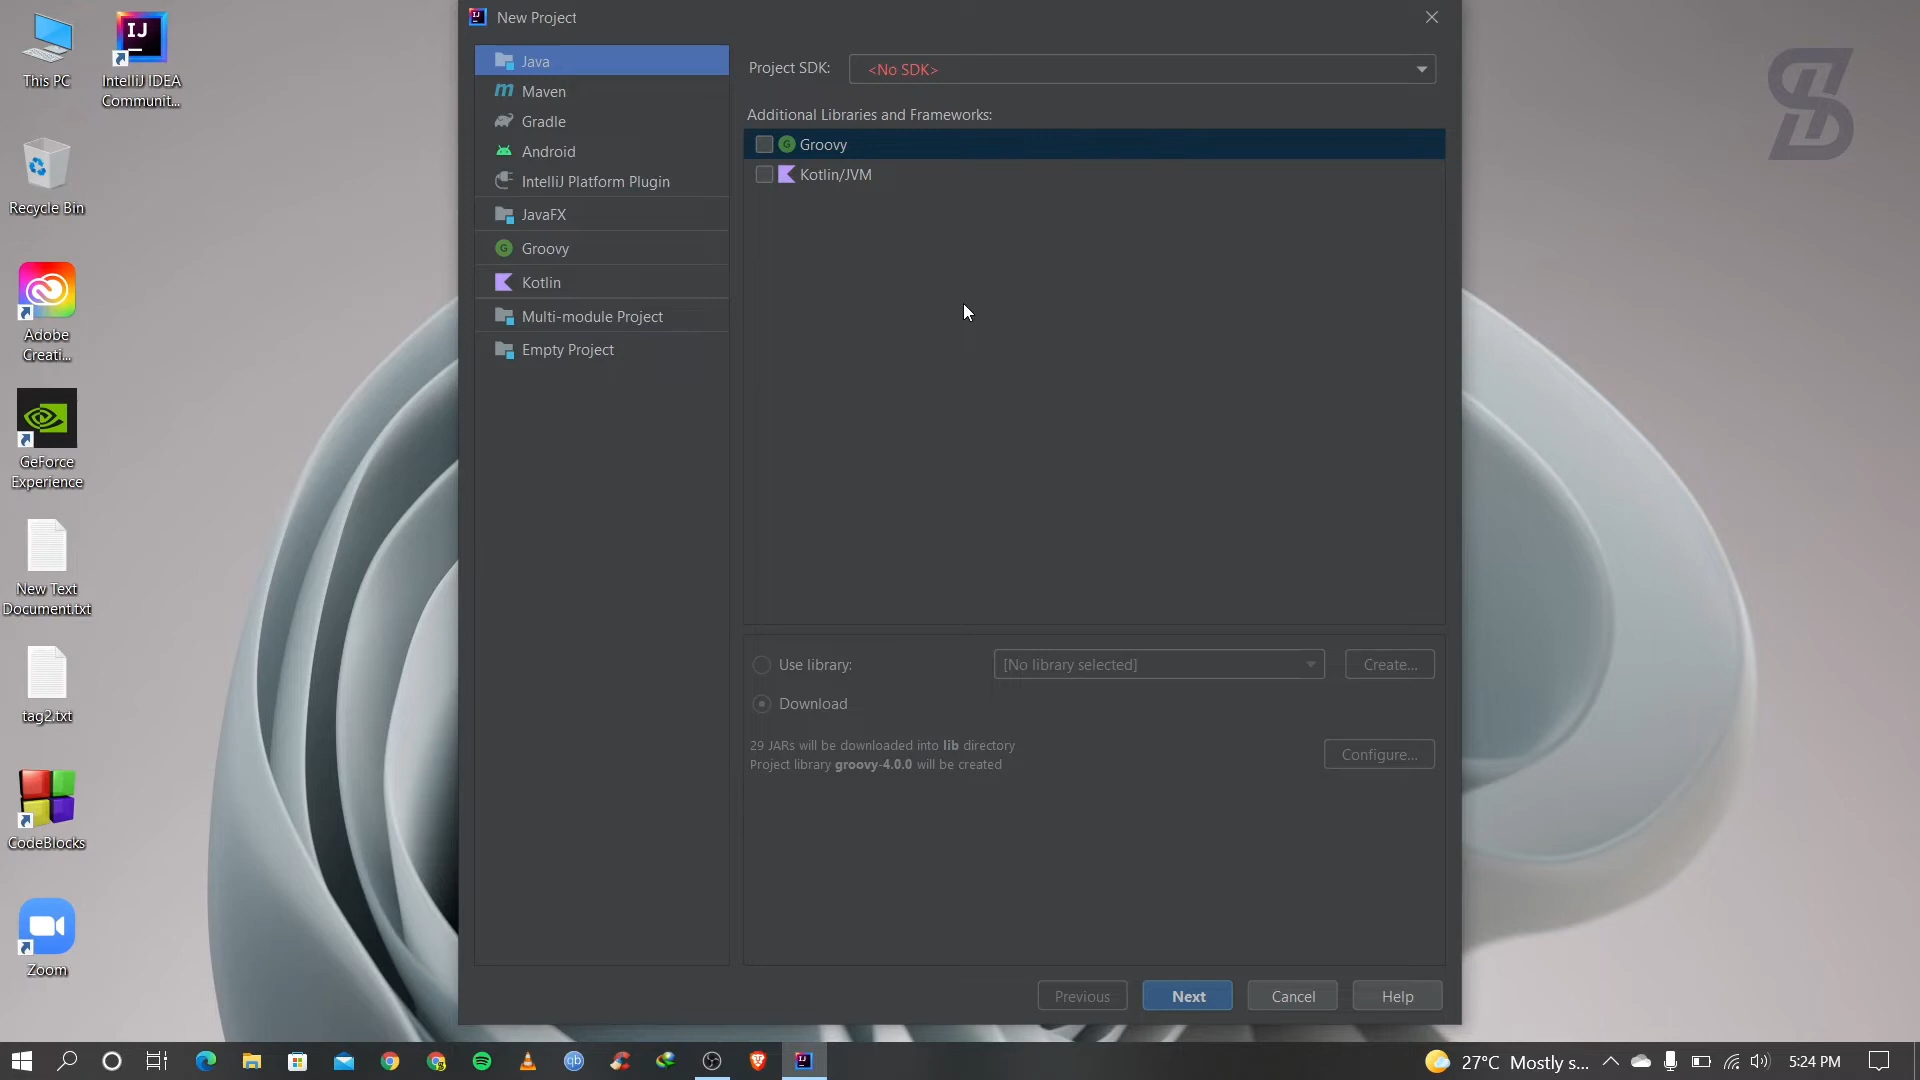 This PC
IntelliJ IDEA
Communit...
Recycle Bin
Adobe
Creati...
GeForce
Experience
New Text
Document.txt
tag2.txt
CodeBlocks
Zoom
New Project
Java
Maven
Gradle
Android
IntelliJ Platform Plugin
JavaFX
Groovy
Kotlin
Multi-module Project
Empty Project
Project SDK:
<No SDK>
Additional Libraries and Frameworks:
Groovy
Kotlin/JVM
Use library:
[No library selected]
Create...
Download
29 JARs will be downloaded into lib directory
Project library groovy-4.0.0 will be created
Configure...
Previous
Next
Cancel
Help
27°C Mostly s...
5:24 PM